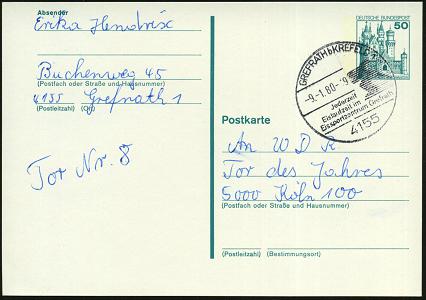 Absender
Erika Hendrix
Buchenweg 45
(Postfach oder Straße und Hausnummer)
4155 Grefrath 1
(Postleitzahl) (Ort)
Tor Nr. 8
DEUTSCHE BUNDESPOST
50
GREFRATH b KREFELD
-9.-1.80.-9
Jederzeit
Eislaufzeit im
Eissportzentrum Grefrath
4155
Postkarte
An WDR
Tor des Jahres
5000 Köln 100
(Postfach oder Straße und Hausnummer)
(Postleitzahl) (Bestimmungsort)